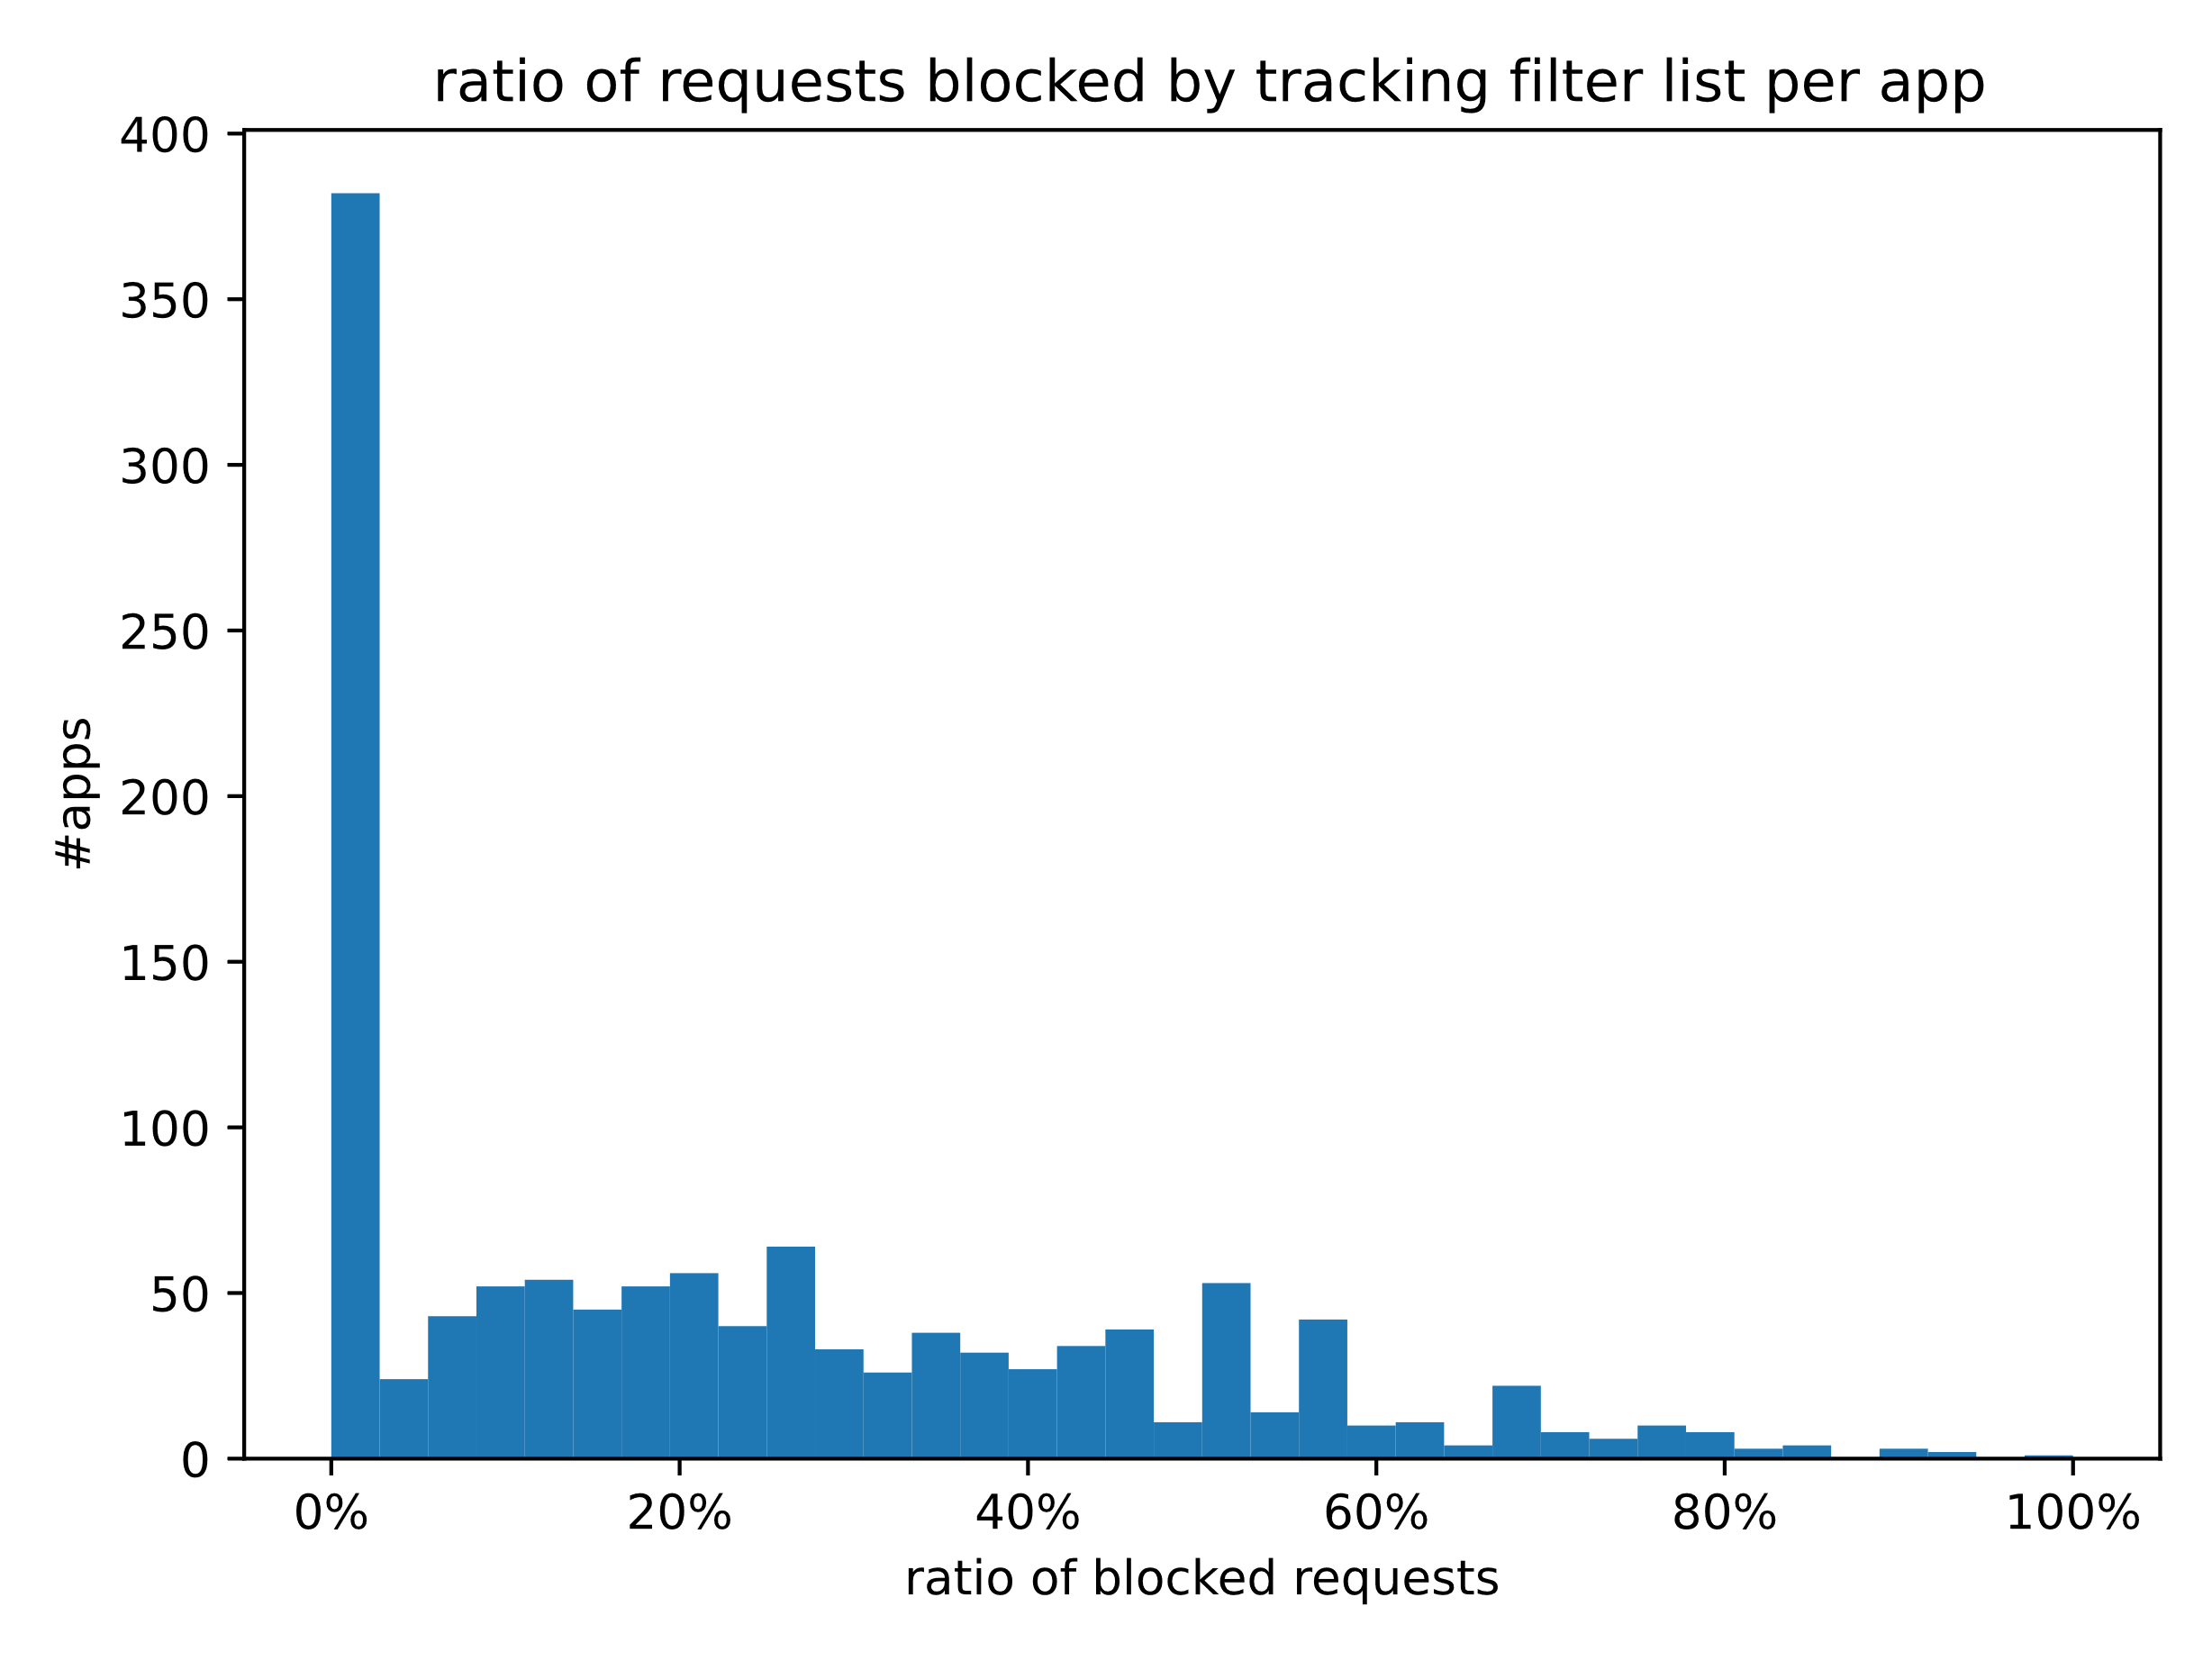 ratio of requests blocked by tracking filter list per app
400
350
300
250
200
150
100
50
0
#apps
0% 20% 40% 60% 80% 100%
ratio of blocked requests